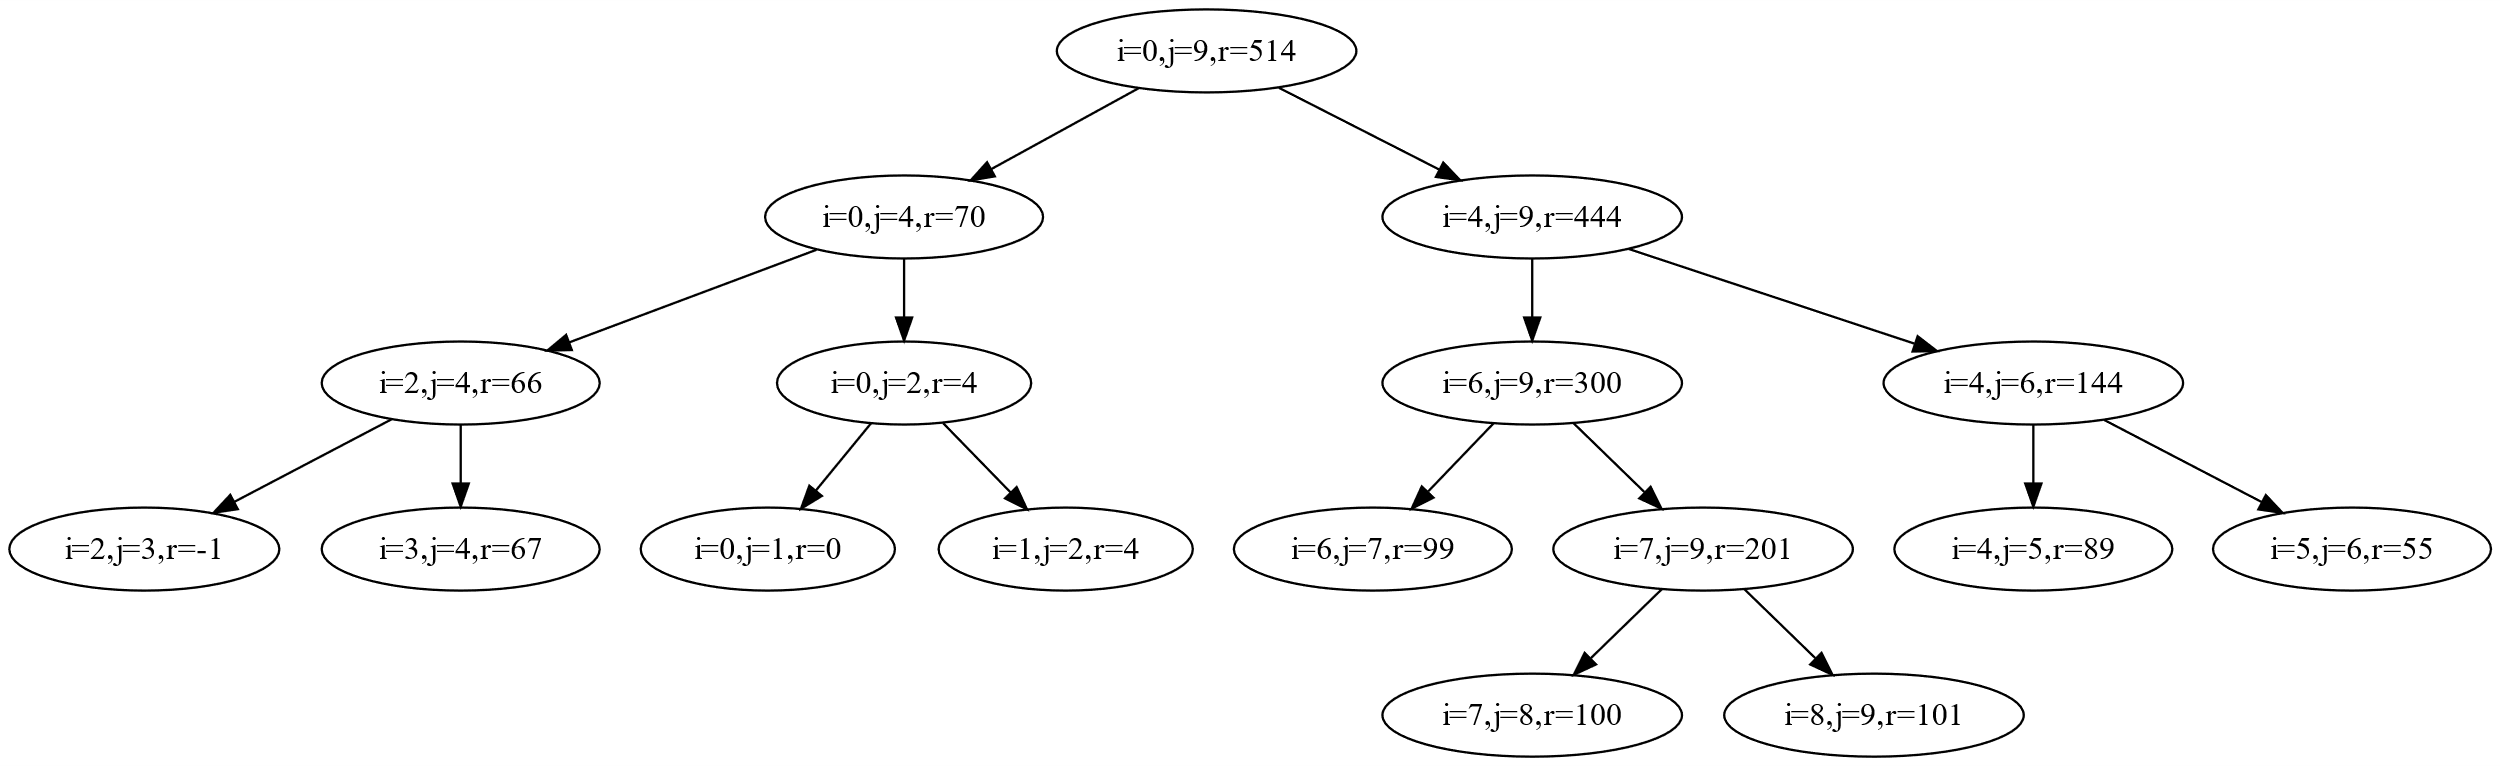 i=0,j=9,r=514
i=0,j=4,r=70
i=4,j=9,r=444
i=2,j=4,r=66
i=0,j=2,r=4
i=6,j=9,r=300
i=4,j=6,r=144
i=2,j=3,r=-1
i=3,j=4,r=67
i=0,j=1,r=0
i=1,j=2,r=4
i=6,j=7,r=99
i=7,j=9,r=201
i=4,j=5,r=89
i=5,j=6,r=55
i=7,j=8,r=100
i=8,j=9,r=101